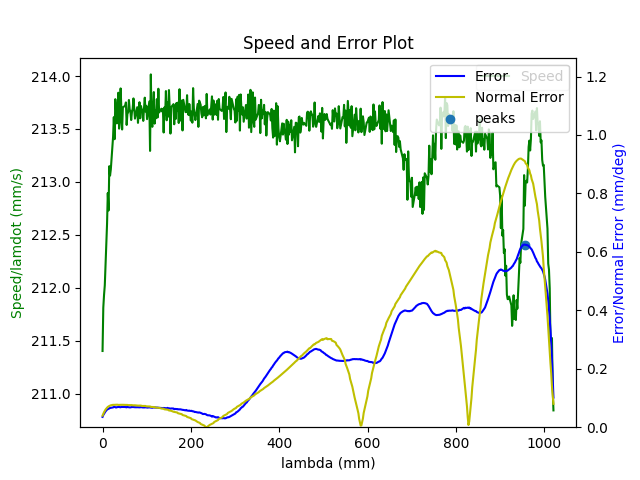 Speed and Error Plot
214.0
213.5
213.0
212.5
212.0
211.5
211.0
Speed/lamdot (mm/s)
Error
Speed
Normal Error
peaks
1.2
1.0
0.8
0.6
0.4
0.2
0.0
Error/Normal Error (mm/deg)
0
200
400
600
800
1000
lambda (mm)